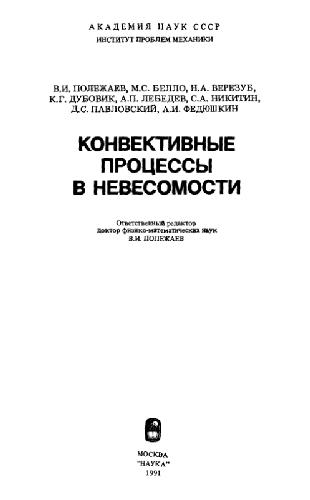 АКАДЕМИЯ НАУК СССР
ИНСТИТУТ ПРОБЛЕМ МЕХАНИКИ
В.И. ПОЛЕЖАЕВ, М.С. БЕЛЛО, Н.А. ВЕРЕЗУБ,
К.Г. ДУБОВИК, А.П. ЛЕБЕДЕВ, С.А. НИКИТИН,
Д.С. ПАВЛОВСКИЙ, А.И. ФЕДЮШКИН
КОНВЕКТИВНЫЕ
ПРОЦЕССЫ
В НЕВЕСОМОСТИ
Ответственный редактор
доктор физико-математических наук
В.И. ПОЛЕЖАЕВ
МОСКВА
"НАУКА"
1991